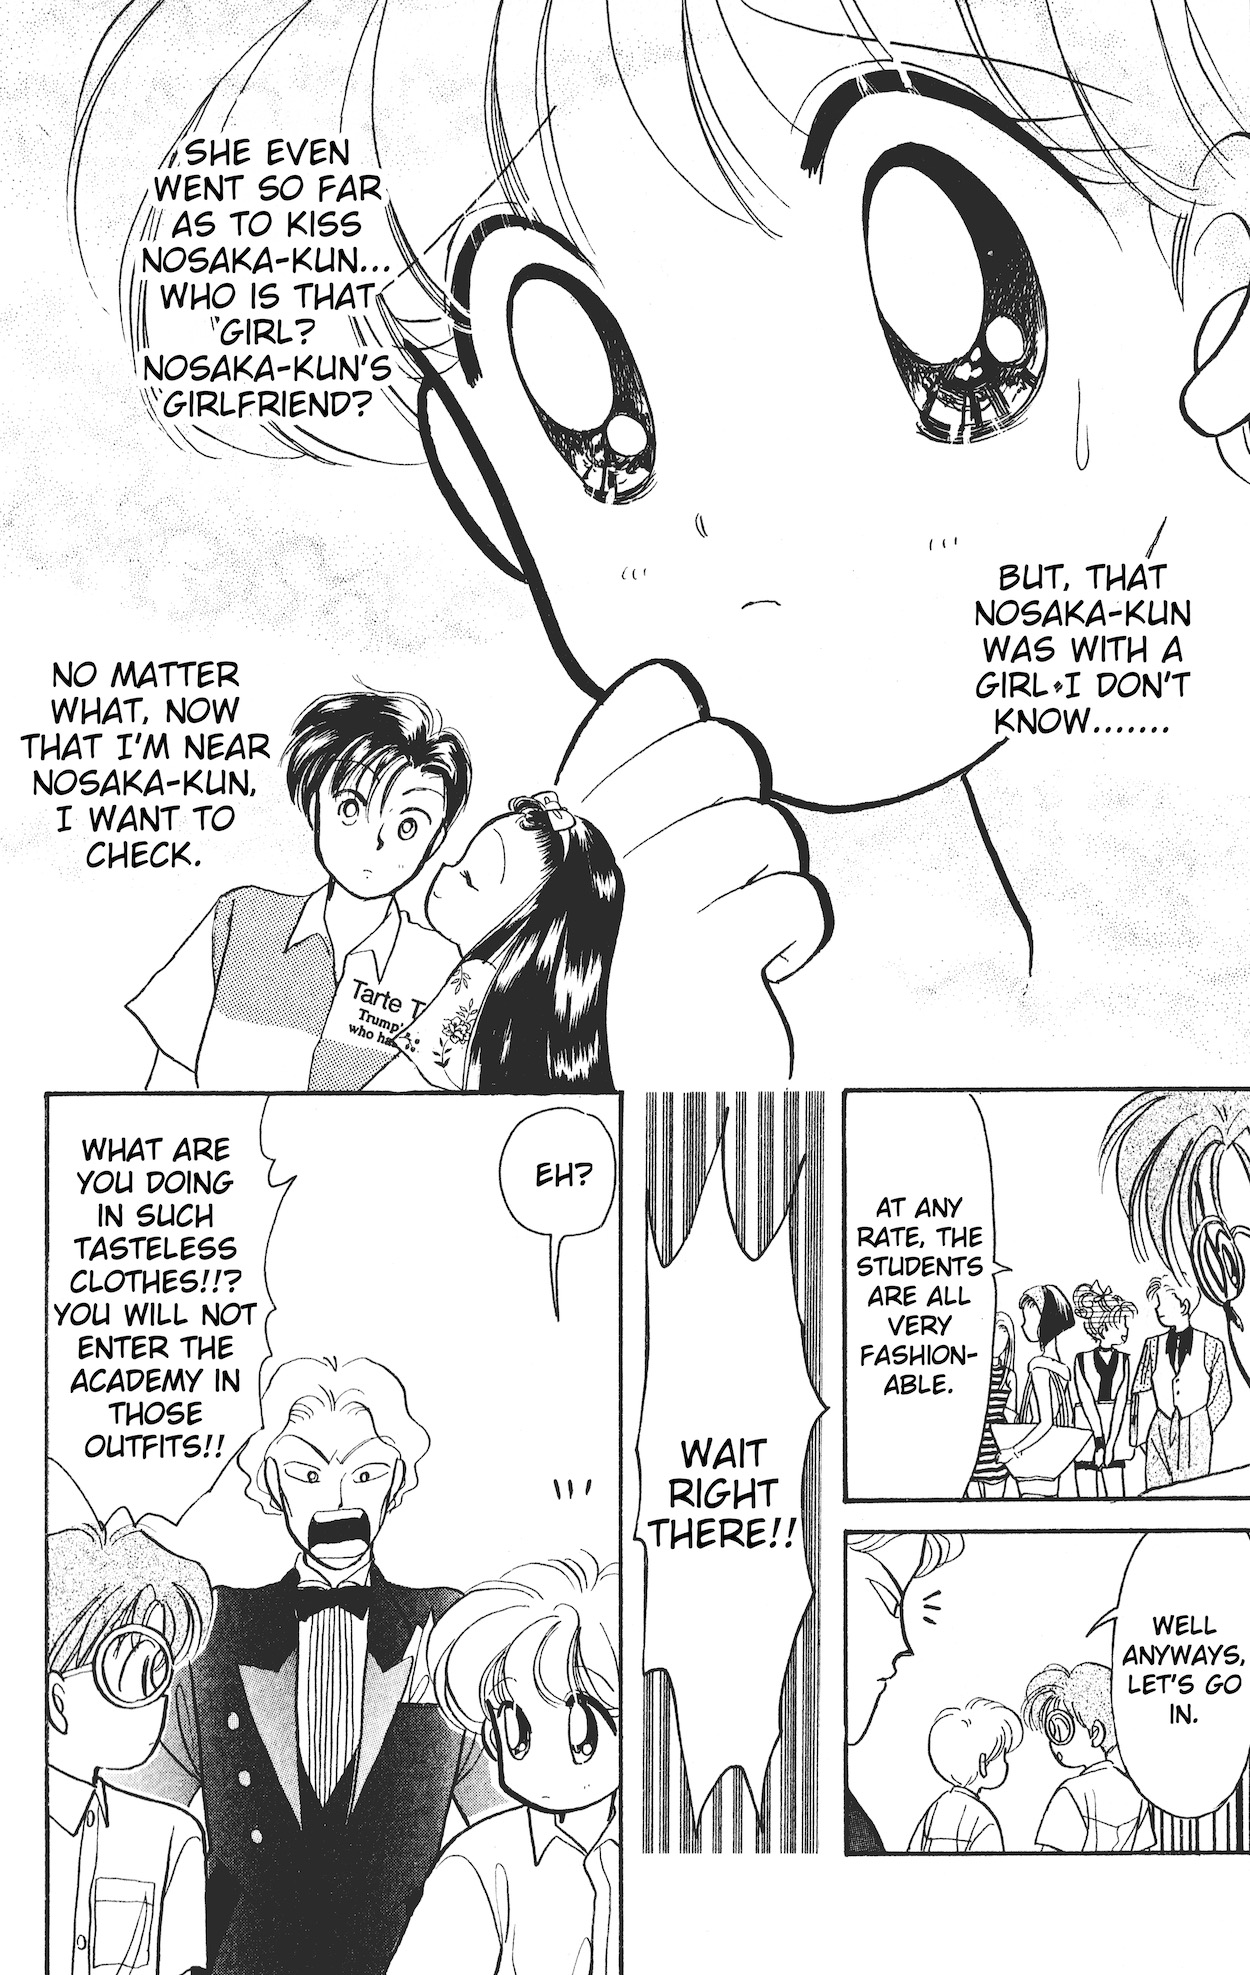 BUT, THAT
NOSAKA-KUN
WAS WITH A
GIRL I DON'T
KNOW.......
SHE EVEN
WENT SO FAR
AS TO KISS
NOSAKA-KUN...
WHO IS THAT
GIRL?
NOSAKA-KUN'S
GIRLFRIEND?
NO MATTER
WHAT, NOW
THAT I'M NEAR
NOSAKA-KUN,
I WANT TO
CHECK.
Tarte T
Trump'
who ha
AT ANY
RATE, THE
STUDENTS
ARE ALL
VERY
FASHION-
ABLE.
WELL
ANYWAYS,
LET'S GO
IN.
WAIT
RIGHT
THERE!!
EH?
WHAT ARE
YOU DOING
IN SUCH
TASTELESS
CLOTHES!!?
YOU WILL NOT
ENTER THE
ACADEMY IN
THOSE
OUTFITS!!